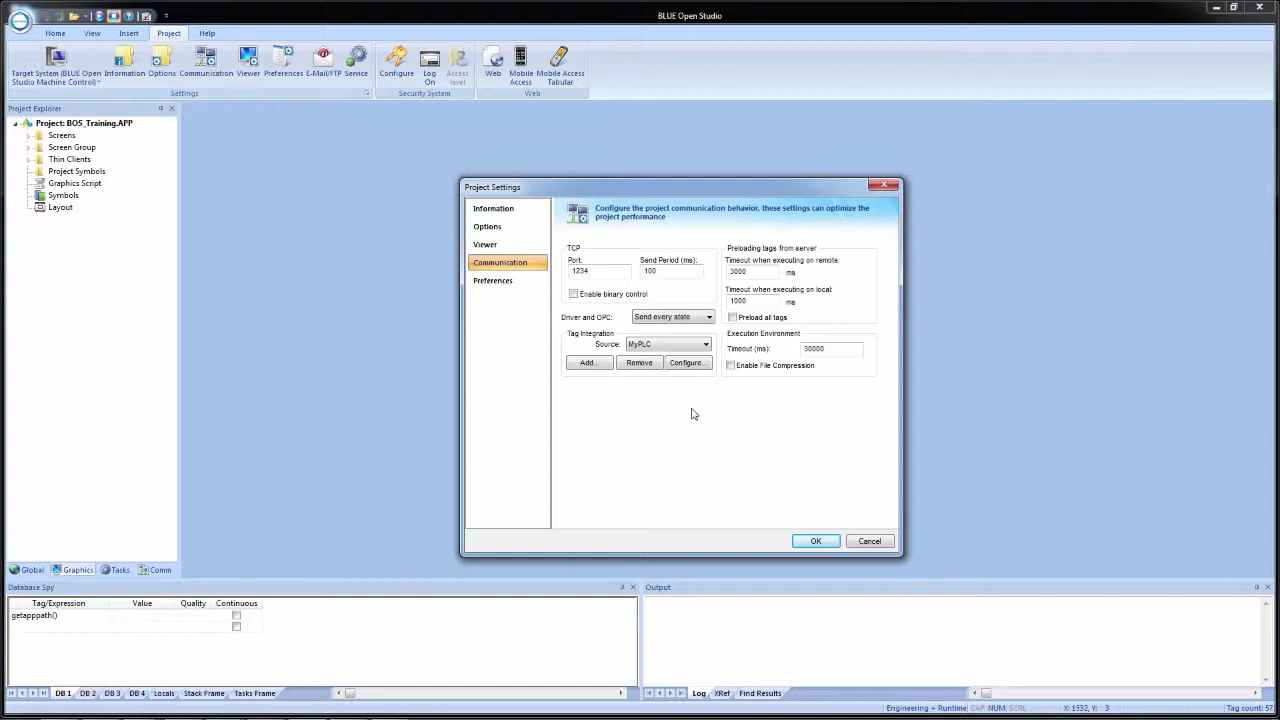 BLUE Open Studio
Home View Insert Project Help
Target System (BLUE Open Studio Machine Control)
Information
Options
Communication
Viewer
Preferences
E-Mail/FTP
Service
Configure
Log On
Access level
Web
Mobile Access
Mobile Access Tabular
Settings
Security System
Web
Project Explorer
Project: BOS_Training.APP
Screens
Screen Group
Thin Clients
Project Symbols
Graphics Script
Symbols
Layout
Global Graphics Tasks Comm
Project Settings
Information
Options
Viewer
Communication
Preferences
Configure the project communication behavior, these settings can optimize the
project performance
TCP
Port: Send Period (ms):
1234 100
Enable binary control
Driver and OPC: Send every state
Tag Integration
Source: MyPLC
Add... Remove Configure...
Preloading tags from server
Timeout when executing on remote:
3000 ms
Timeout when executing on local:
1000 ms
Preload all tags
Execution Environment
Timeout (ms): 30000
Enable File Compression
OK Cancel
Database Spy
Tag/Expression Value Quality Continuous
getapppath()
DB 1 DB 2 DB 3 DB 4 Locals Stack Frame Tasks Frame
Output
Log XRef Find Results
Engineering + Runtime CAP NUM SCRL X: 1532, Y: 3 Tag count: 57